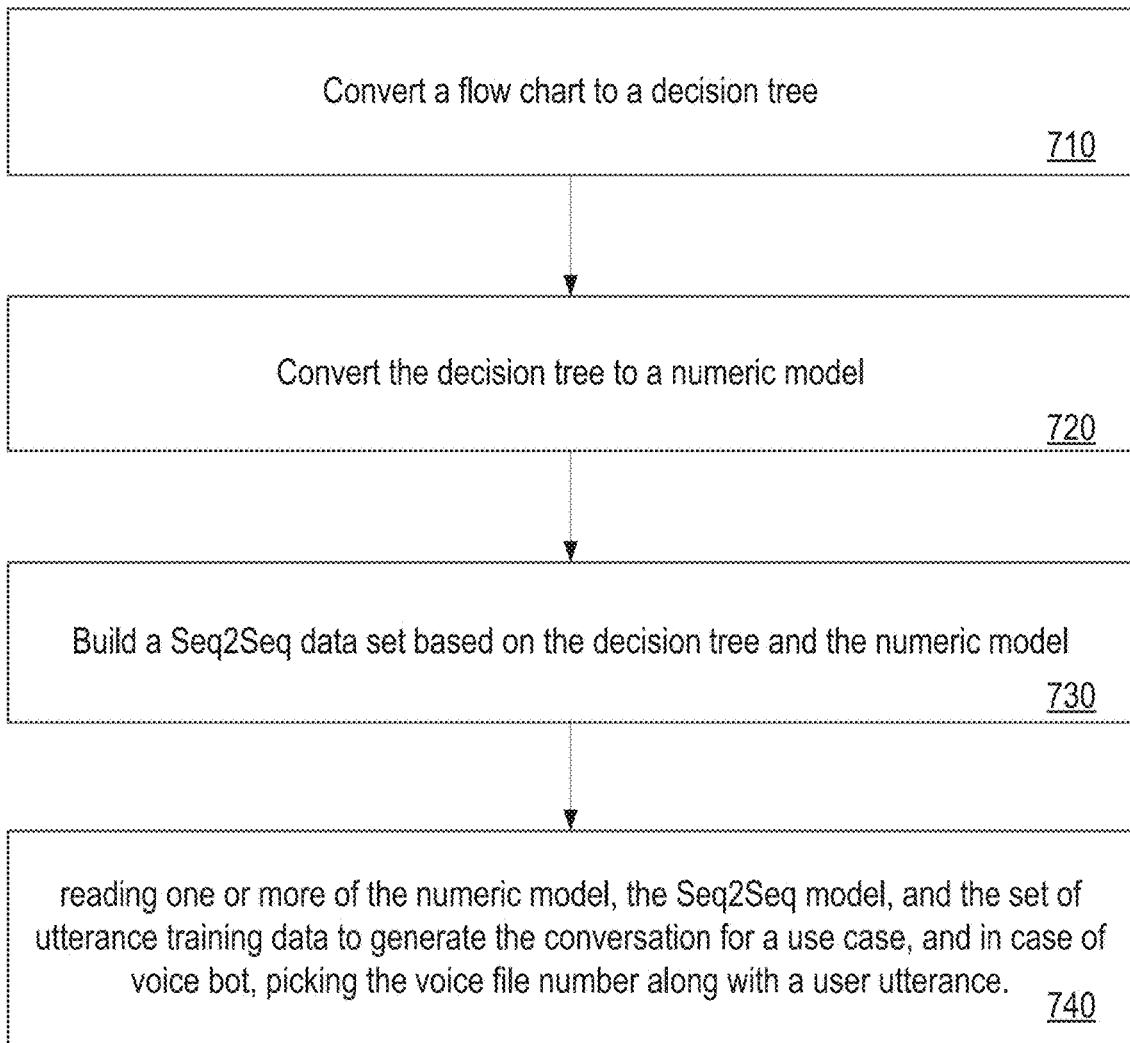 Convert a flow chart to a decision tree
710
Convert the decision tree to a numeric model
720
Build a Seq2Seq data set based on the decision tree and the numeric model
730
reading one or more of the numeric model, the Seq2Seq model, and the set of
utterance training data to generate the conversation for a use case, and in case of
voice bot, picking the voice file number along with a user utterance.
740